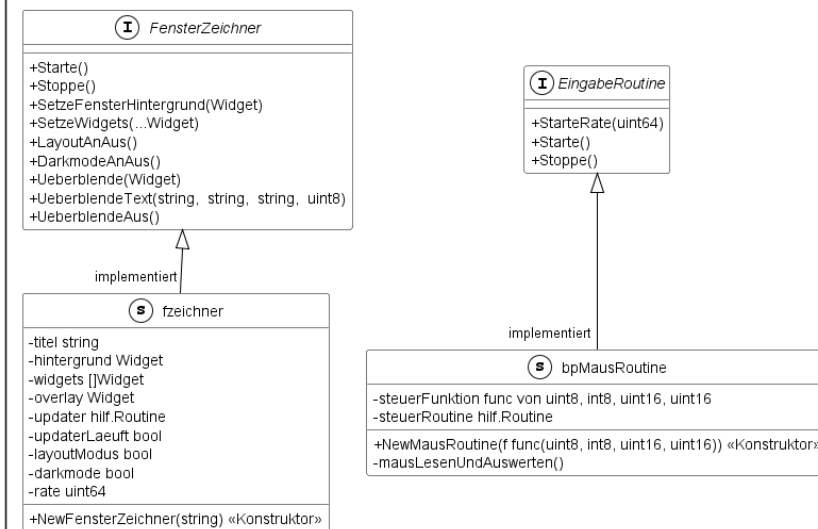 I FensterZeichner
+Starte()
+Stoppe()
+SetzeFensterHintergrund(Widget)
+SetzeWidgets(...Widget)
+LayoutAnAus()
+DarkmodeAnAus()
+Ueberblende(Widget)
+UeberblendeText(string, string, string, uint8)
+UeberblendeAus()
implementiert
S fzeichner
-titel string
-hintergrund Widget
-widgets []Widget
-overlay Widget
-updater hilf.Routine
-updaterLaeuft bool
-layoutModus bool
-darkmode bool
-rate uint64
+NewFensterZeichner(string) «Konstruktor»
I EingabeRoutine
+StarteRate(uint64)
+Starte()
+Stoppe()
implementiert
S bpMausRoutine
-steuerFunktion func von uint8, int8, uint16, uint16
-steuerRoutine hilf.Routine
+NewMausRoutine(f func(uint8, int8, uint16, uint16)) «Konstruktor»
-mausLesenUndAuswerten()